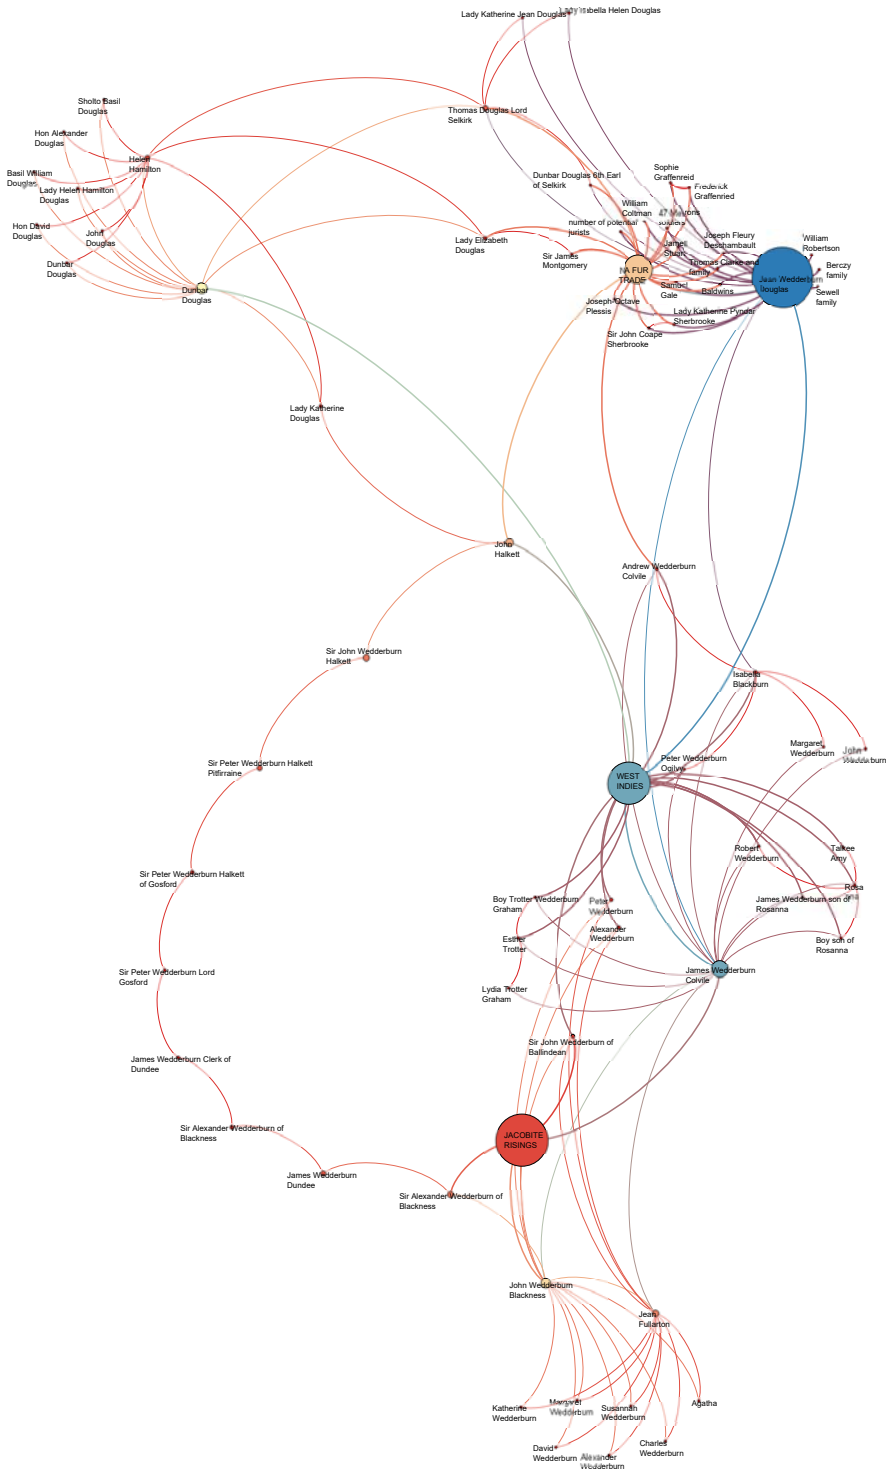 Lady Katherine Jean Douglas
Isbella Helen Douglas
Sholto Basil
Douglas
Thomas Douglas Lord
Selkirk
Hon Alexander
Douglas
Helen
Hamilton
Basil William
Douglas
Lady Helen Hamilton
Douglas
Hon David
Douglas
John
Douglas
Dunbar
Douglas
Dunbar
Douglas
Dunbar Douglas 6th Earl
of Selkirk
Sophie
Graffenreid
Frederick
Graffenried
William
Coltman
47
number of potential
jurists
Lady Elizabeth
Douglas
Sir James
Montgomery
Joseph Fleury
Deschambault
Thomas Clarke and
family
William
Robertson
NA FUR
TRADE
Samuel
Gale
Baldwins
Jean Wedderburn
Douglas
Berczy
family
Sewell
family
Joseph Octave
Plessis
Lady Katherine Pyndar
Sherbrooke
Sir John Coape
Sherbrooke
Lady Katherine
Douglas
John
Halkett
Andrew Wedderburn
Colvile
Sir John Wedderburn
Halkett
Isabella
Blackburn
Margaret
Wedderburn
John
Sir Peter Wedderburn Halkett
Pitfirraine
Peter Wedderburn
WEST
INDIES
Robert
Wedderburn
Talkee
Amy
Sir Peter Wedderburn Halkett
of Gosford
Rosa
James Wedderburn son of
Rosanna
Boy Trotter Wedderburn
Graham
Peter
Wedderburn
Alexander
Wedderburn
Esther
Trotter
Boy son of
Rosanna
Sir Peter Wedderburn Lord
Gosford
James Wedderburn
Colvile
Lydia Trotter
Graham
Sir John Wedderburn of
Ballindean
James Wedderburn Clerk of
Dundee
Sir Alexander Wedderburn of
Blackness
JACOBITE
RISINGS
James Wedderburn
Dundee
Sir Alexander Wedderburn of
Blackness
John Wedderburn
Blackness
Jean
Fullarton
Katherine
Wedderburn
Margaret
Wedderburn
Susannah
Wedderburn
Agatha
David
Wedderburn
Alexander
Wedderburn
Charles
Wedderburn